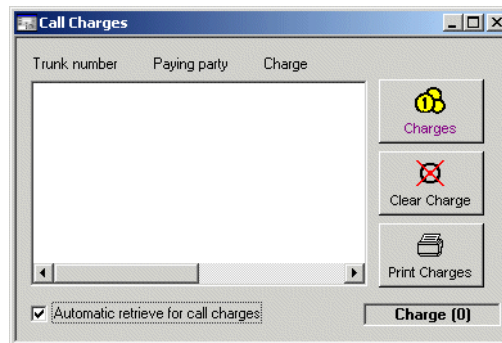 Call Charges
Trunk number Paying party Charge
Charges
Clear Charge
Print Charges
Automatic retrieve for call charges
Charge (0)